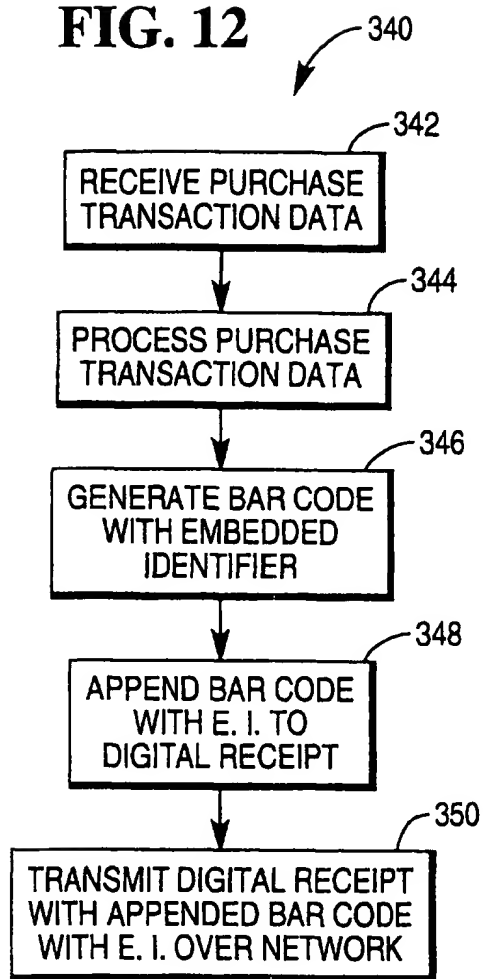 FIG. 12
340
342
RECEIVE PURCHASE
TRANSACTION DATA
344
PROCESS PURCHASE
TRANSACTION DATA
346
GENERATE BAR CODE
WITH EMBEDDED
IDENTIFIER
348
APPEND BAR CODE
WITH E. I. TO
DIGITAL RECEIPT
350
TRANSMIT DIGITAL RECEIPT
WITH APPENDED BAR CODE
WITH E. I. OVER NETWORK